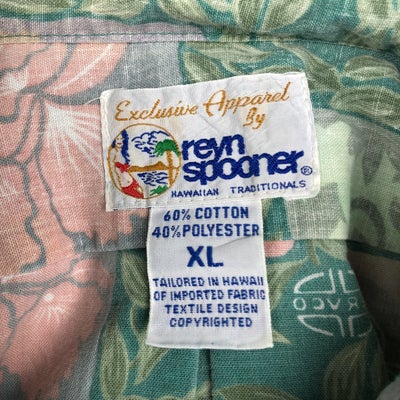 Exclusive Apparel
By
reyn
spooner®
HAWAIIAN TRADITIONALS
60% COTTON
40% POLYESTER
XL
TAILORED IN HAWAII
OF IMPORTED FABRIC
TEXTILE DESIGN
COPYRIGHTED